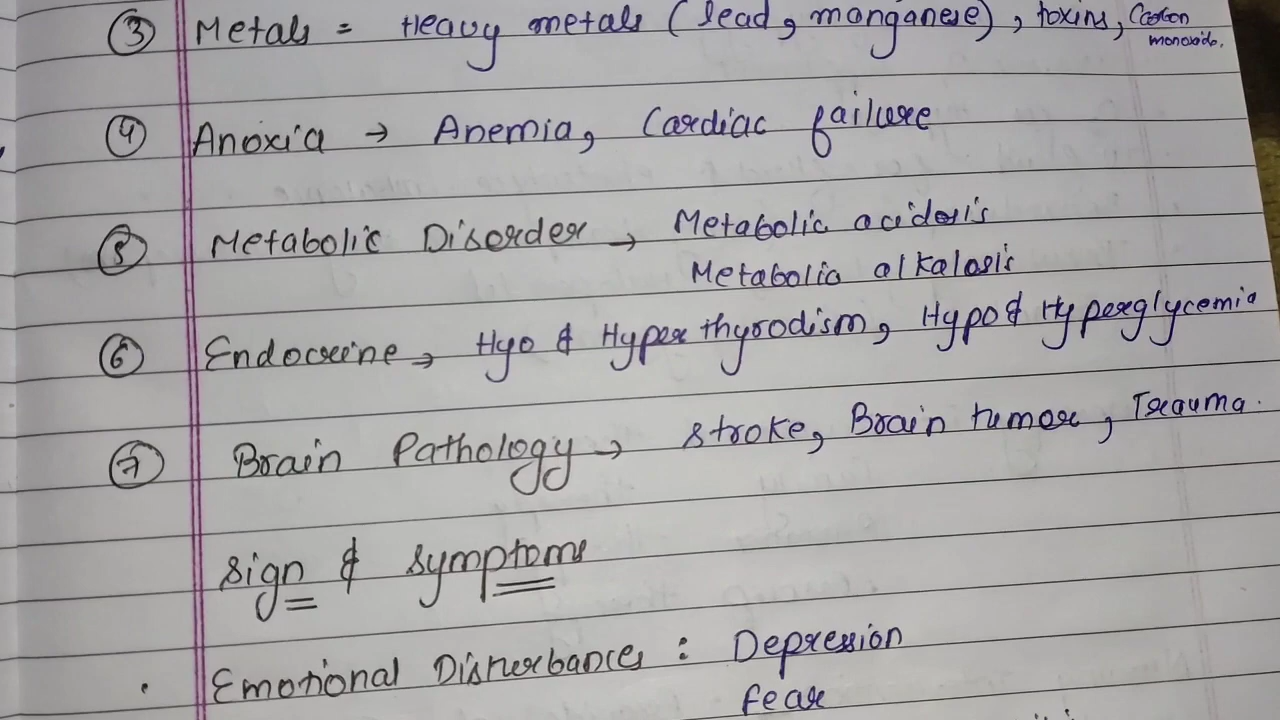 ③ Metals = Heavy metals (lead, manganese), toxins, Carbon monoxide.
④ Anoxia → Anemia, Cardiac failure
⑤ Metabolic Disorder → Metabolic acidosis
Metabolic alkalosis
⑥ Endocrine → Hyo & Hyper thyrodism, Hypo & Hyperglycemia
⑦ Brain Pathology → stroke, Brain tumor, Trauma.
Sign & symptoms
• Emotional Disturbances : Depression
fear